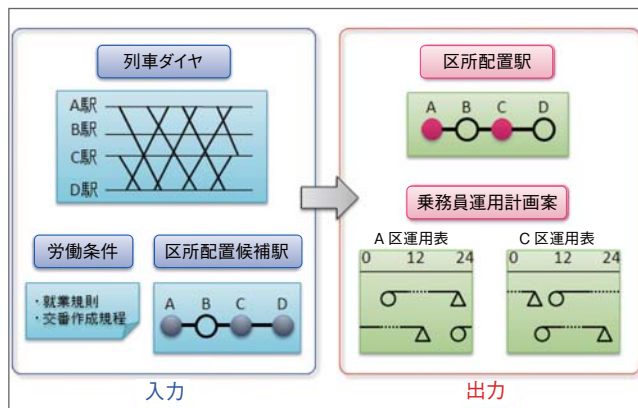 列車ダイヤ
A駅
B駅
C駅
D駅
労働条件
・就業規則
・交番作成規程
区所配置候補駅
A B C D
入力
区所配置駅
A B C D
乗務員運用計画案
A区運用表
0 12 24
C区運用表
0 12 24
出力